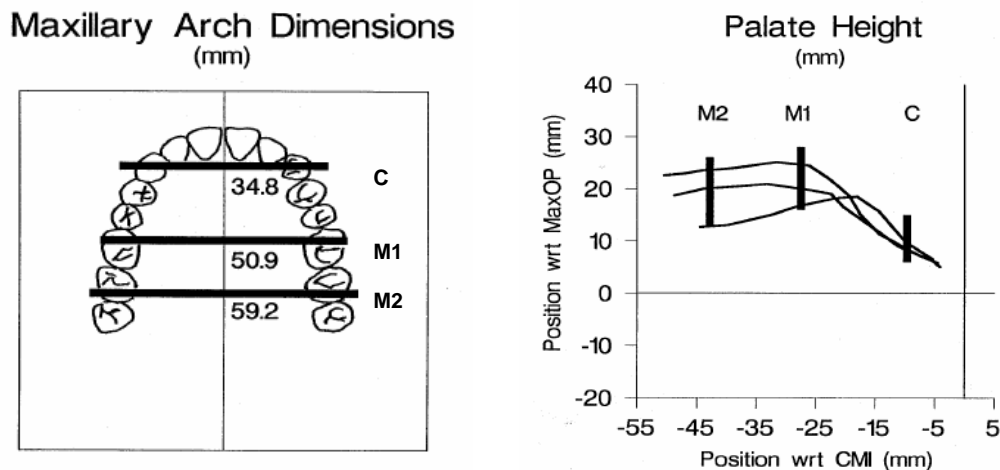 Maxillary Arch Dimensions
(mm)
34.8
C
50.9
M1
59.2
M2
Palate Height
(mm)
Position wrt MaxOP (mm)
40
30
20
10
0
-10
-20
M2 M1 C
-55 -45 -35 -25 -15 -5 5
Position wrt CMI (mm)